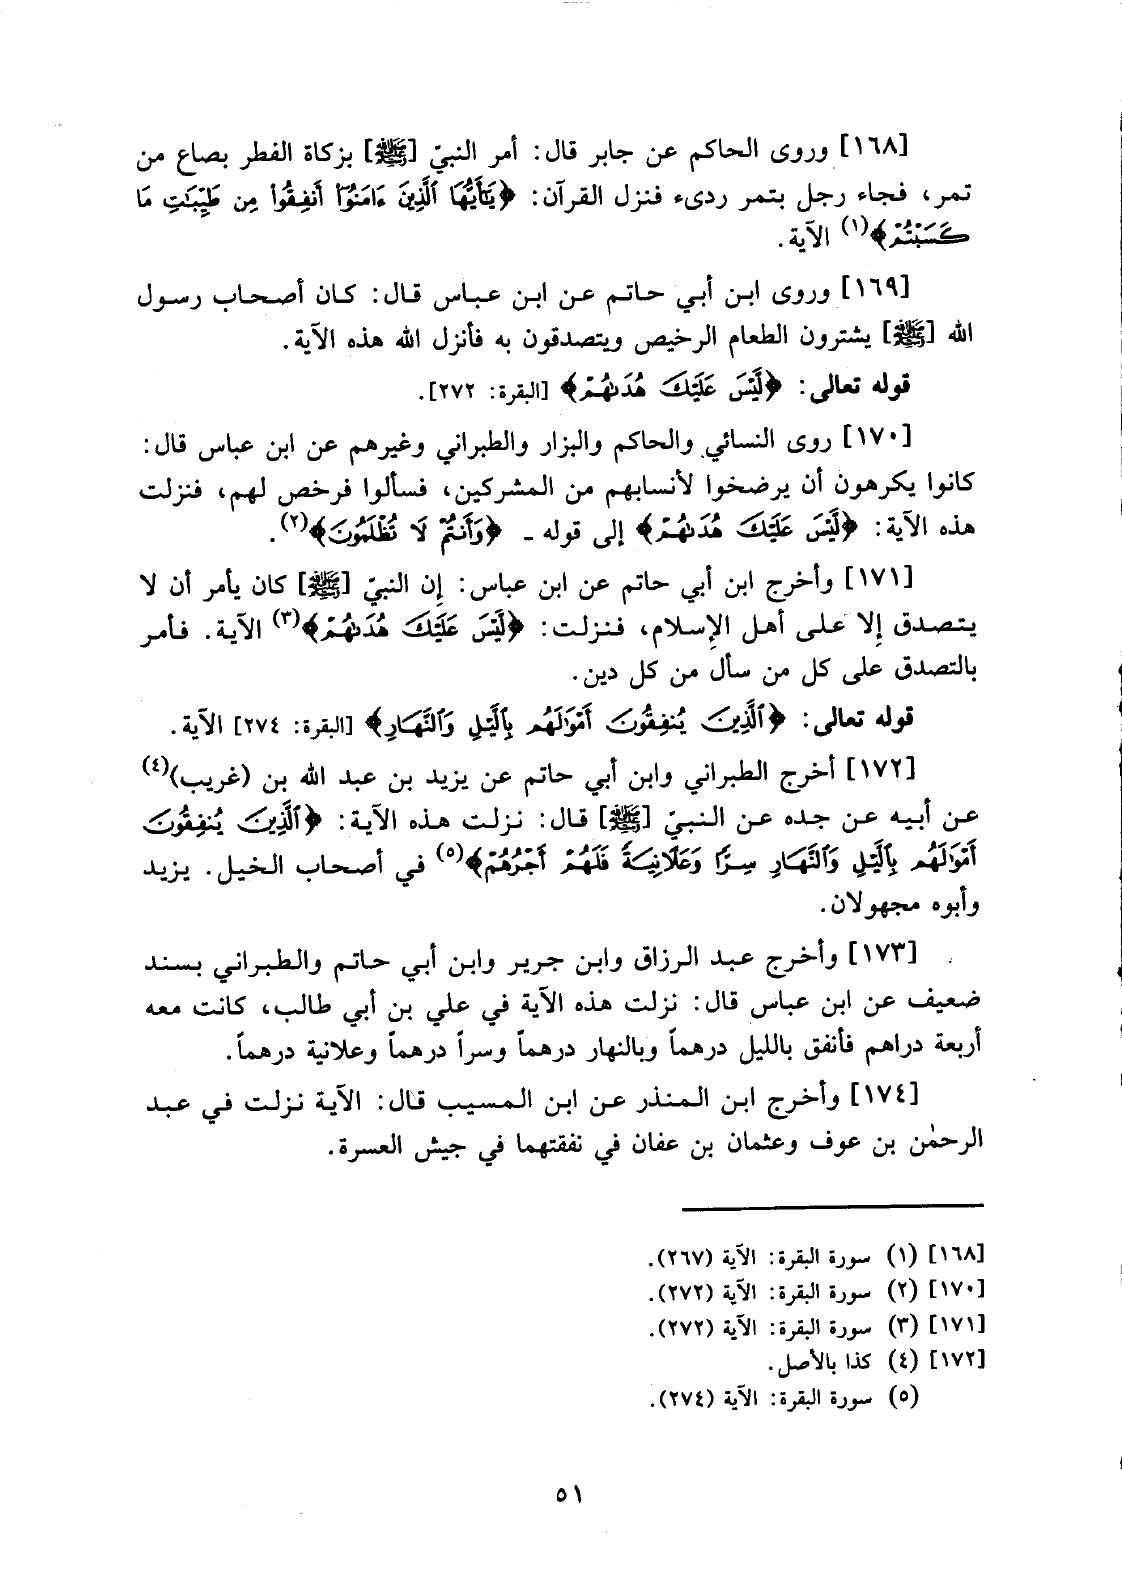 [١٦٨] وروى الحاكم عن جابر قال: أمر النبيّ [ﷺ] بزكاة الفطر بصاع من
تمر، فجاء رجل بتمر ردىء فنزل القرآن: ﴿يَٰٓأَيُّهَا ٱلَّذِينَ ءَامَنُوٓا۟ أَنفِقُوا۟ مِن طَيِّبَٰتِ مَا
كَسَبْتُمْ﴾(١) الآية.
[١٦٩] وروى ابن أبي حاتم عن ابن عباس قال: كان أصحاب رسول
الله [ﷺ] يشترون الطعام الرخيص ويتصدقون به فأنزل الله هذه الآية.
قوله تعالى: ﴿لَّيْسَ عَلَيْكَ هُدَىٰهُمْ﴾ [البقرة: ٢٧٢].
[١٧٠] روى النسائي والحاكم والبزار والطبراني وغيرهم عن ابن عباس قال:
كانوا يكرهون أن يرضخوا لأنسابهم من المشركين، فسألوا فرخص لهم، فنزلت
هذه الآية: ﴿لَّيْسَ عَلَيْكَ هُدَىٰهُمْ﴾ إلى قوله - ﴿وَأَنتُمْ لَا تُظْلَمُونَ﴾(٢).
[١٧١] وأخرج ابن أبي حاتم عن ابن عباس: إن النبيّ [ﷺ] كان يأمر أن لا
يتصدق إلا على أهل الإسلام، فنزلت: ﴿لَّيْسَ عَلَيْكَ هُدَىٰهُمْ﴾(٣) الآية. فأمر
بالتصدق على كل من سأل من كل دين.
قوله تعالى: ﴿ٱلَّذِينَ يُنفِقُونَ أَمْوَٰلَهُم بِٱلَّيْلِ وَٱلنَّهَارِ﴾ [البقرة: ٢٧٤] الآية.
[١٧٢] أخرج الطبراني وابن أبي حاتم عن يزيد بن عبد الله بن (غريب)(٤)
عن أبيه عن جده عن النبيّ [ﷺ] قال: نزلت هذه الآية: ﴿ٱلَّذِينَ يُنفِقُونَ
أَمْوَٰلَهُم بِٱلَّيْلِ وَٱلنَّهَارِ سِرًّا وَعَلَانِيَةً فَلَهُمْ أَجْرُهُمْ﴾(٥) في أصحاب الخيل. يزيد
وأبوه مجهولان.
[١٧٣] وأخرج عبد الرزاق وابن جرير وابن أبي حاتم والطبراني بسند
ضعيف عن ابن عباس قال: نزلت هذه الآية في علي بن أبي طالب، كانت معه
أربعة دراهم فأنفق بالليل درهماً وبالنهار درهماً وسراً درهماً وعلانية درهماً.
[١٧٤] وأخرج ابن المنذر عن ابن المسيب قال: الآية نزلت في عبد
الرحمٰن بن عوف وعثمان بن عفان في نفقتهما في جيش العسرة.
[١٦٨] (١) سورة البقرة: الآية (٢٦٧).
[١٧٠] (٢) سورة البقرة: الآية (٢٧٢).
[١٧١] (٣) سورة البقرة: الآية (٢٧٢).
[١٧٢] (٤) كذا بالأصل.
(٥) سورة البقرة: الآية (٢٧٤).
٥١